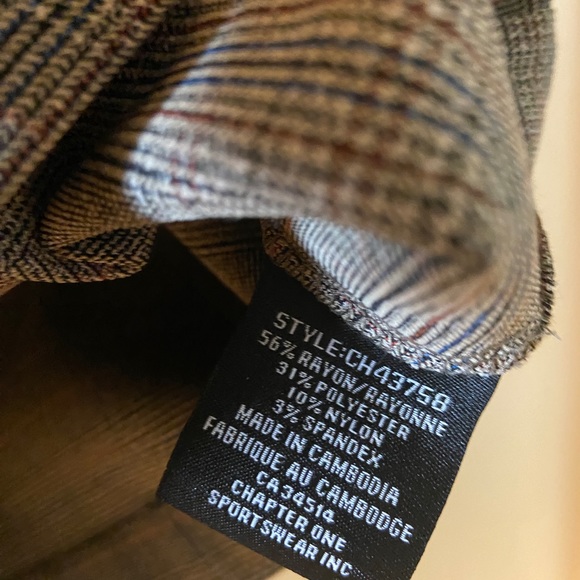 STYLE:CH43758
56% RAYON/RAYONNE
31% POLYESTER
10% NYLON
3% SPANDEX
MADE IN CAMBODIA
FABRIQUE AU CAMBODGE
CA34514
CHAPTER ONE
SPORTSWEAR INC